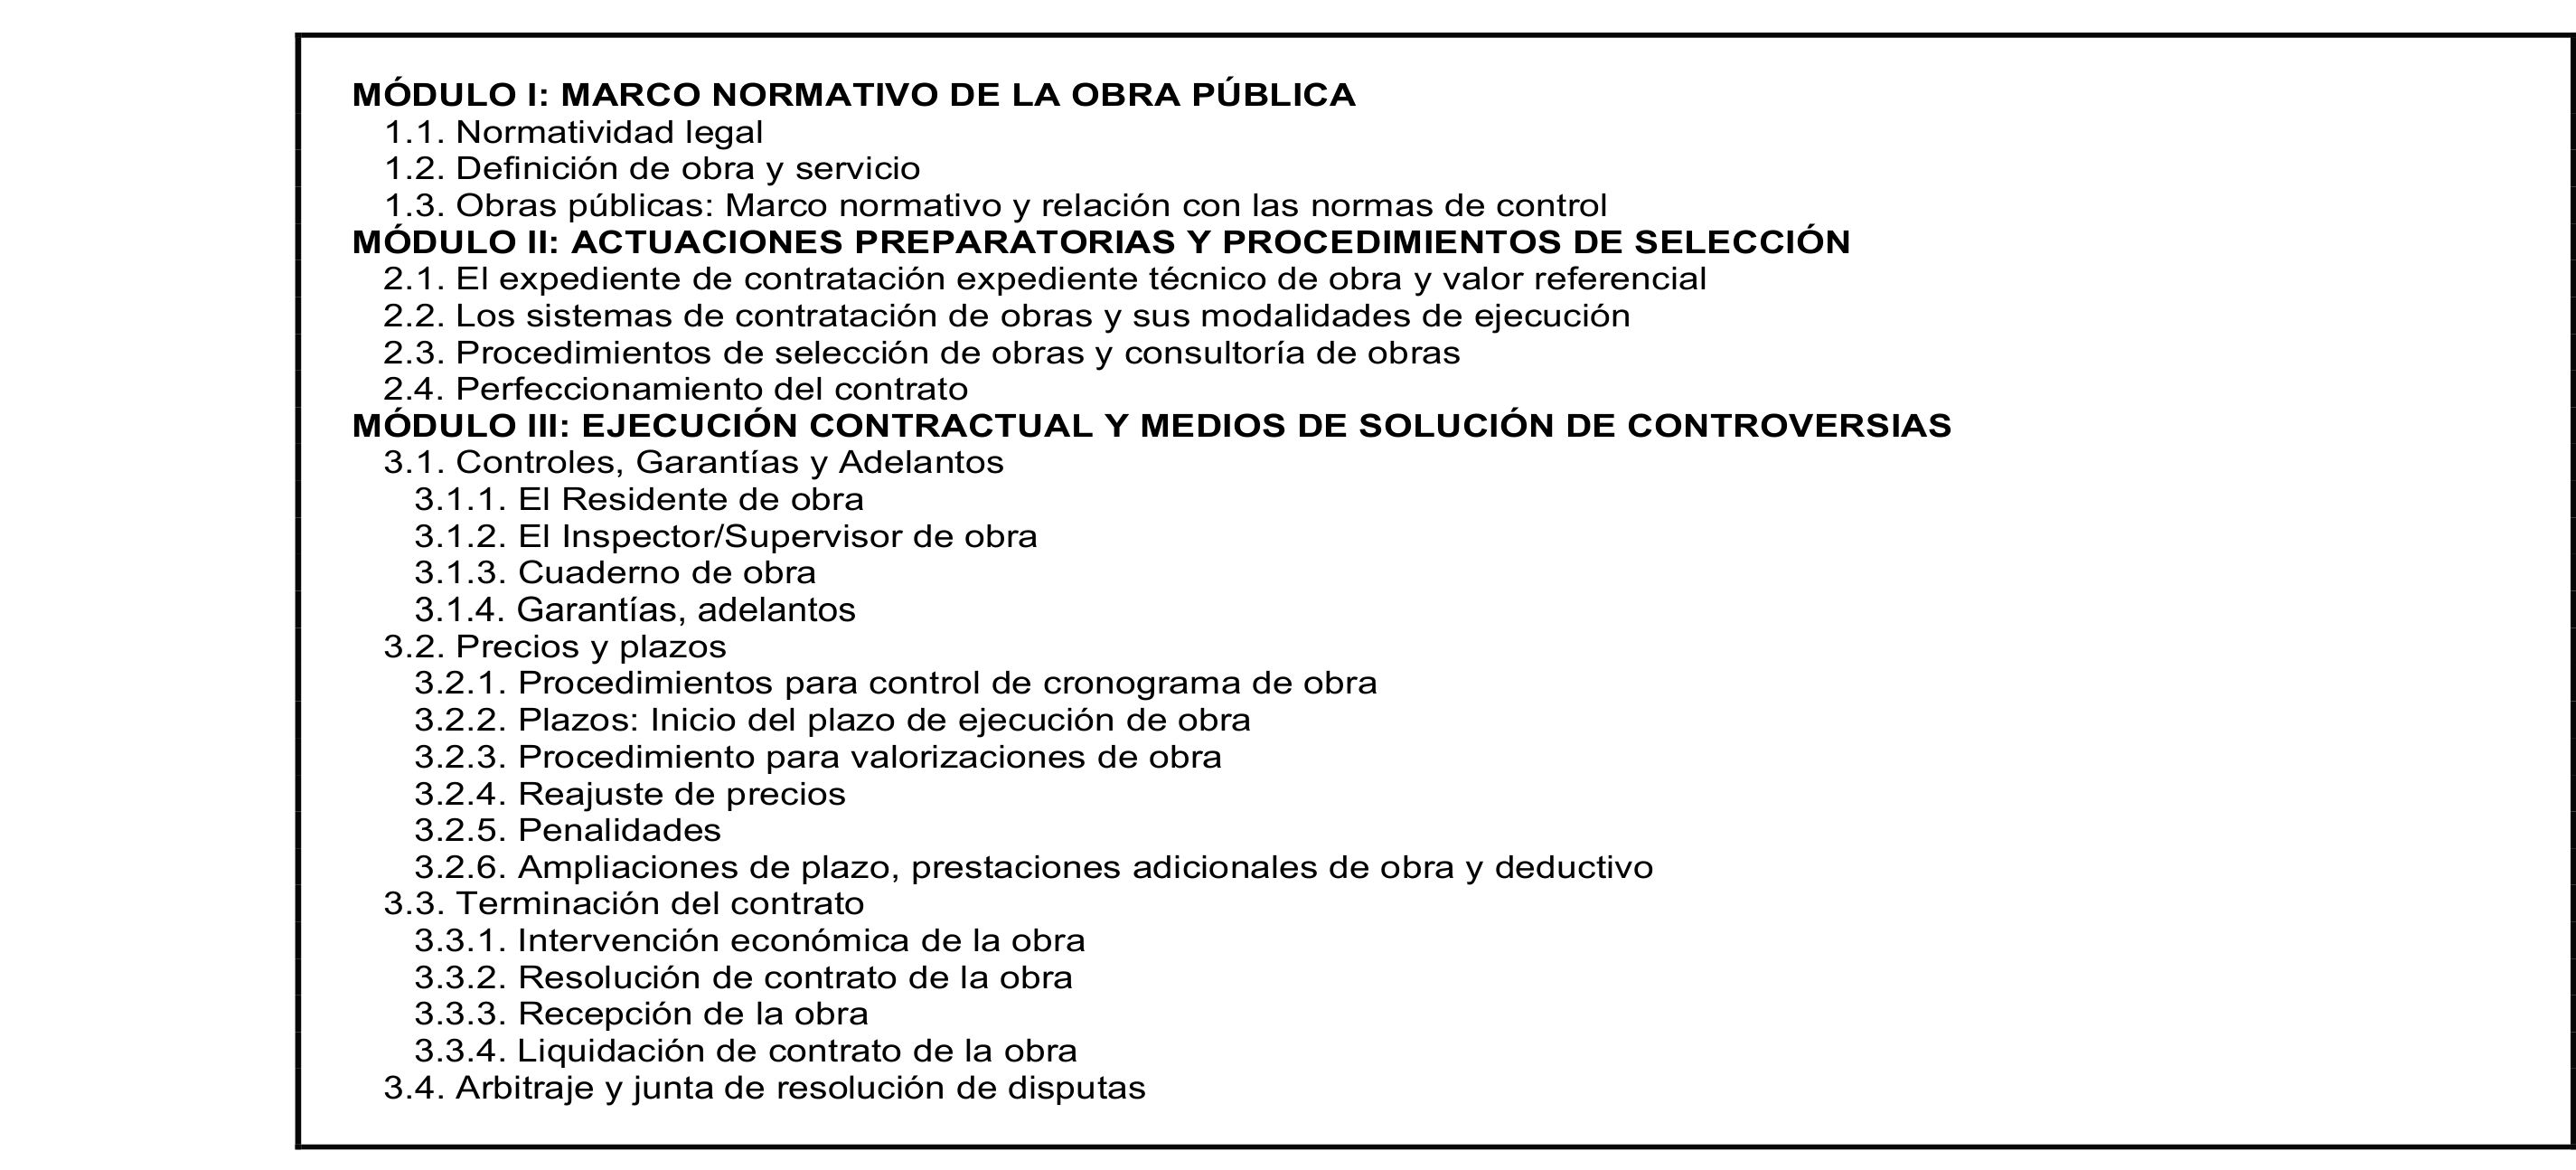 MÓDULO I: MARCO NORMATIVO DE LA OBRA PÚBLICA
1.1. Normatividad legal
1.2. Definición de obra y servicio
1.3. Obras públicas: Marco normativo y relación con las normas de control
MÓDULO II: ACTUACIONES PREPARATORIAS Y PROCEDIMIENTOS DE SELECCIÓN
2.1. El expediente de contratación expediente técnico de obra y valor referencial
2.2. Los sistemas de contratación de obras y sus modalidades de ejecución
2.3. Procedimientos de selección de obras y consultoría de obras
2.4. Perfeccionamiento del contrato
MÓDULO III: EJECUCIÓN CONTRACTUAL Y MEDIOS DE SOLUCIÓN DE CONTROVERSIAS
3.1. Controles, Garantías y Adelantos
3.1.1. El Residente de obra
3.1.2. El Inspector/Supervisor de obra
3.1.3. Cuaderno de obra
3.1.4. Garantías, adelantos
3.2. Precios y plazos
3.2.1. Procedimientos para control de cronograma de obra
3.2.2. Plazos: Inicio del plazo de ejecución de obra
3.2.3. Procedimiento para valorizaciones de obra
3.2.4. Reajuste de precios
3.2.5. Penalidades
3.2.6. Ampliaciones de plazo, prestaciones adicionales de obra y deductivo
3.3. Terminación del contrato
3.3.1. Intervención económica de la obra
3.3.2. Resolución de contrato de la obra
3.3.3. Recepción de la obra
3.3.4. Liquidación de contrato de la obra
3.4. Arbitraje y junta de resolución de disputas